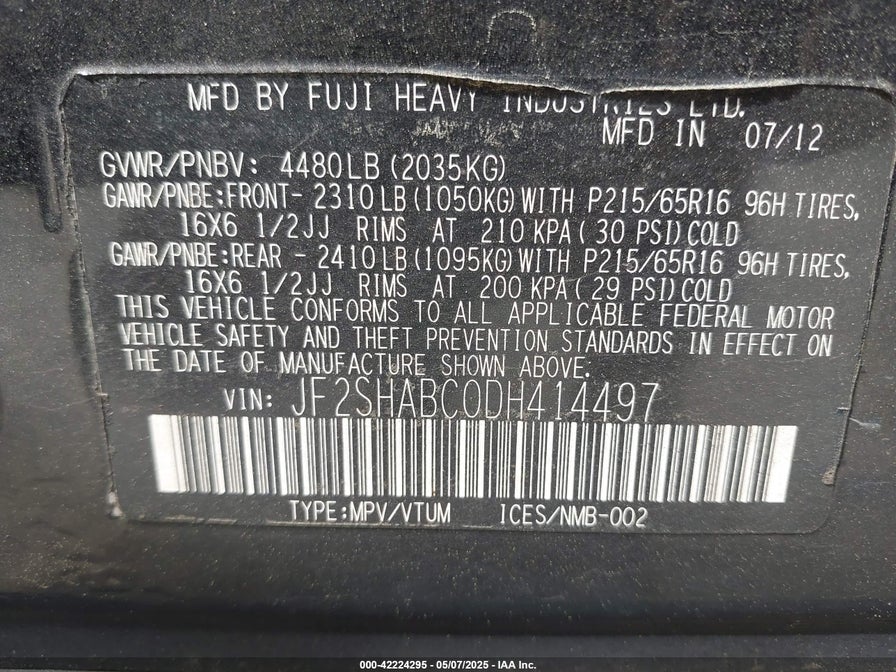 MFD BY FUJI HEAVY INDUSTRIES LTD.
MFD IN 07/12
GVWR/PNBV: 4480LB(2035KG)
GAWR/PNBE:FRONT- 2310LB(1050KG)WITH P215/65R16 96H TIRES,
16X6 1/2JJ RIMS AT 210 KPA(30 PSI)COLD
GAWR/PNBE:REAR - 2410LB(1095KG)WITH P215/65R16 96H TIRES,
16X6 1/2JJ RIMS AT 200 KPA(29 PSI)COLD
THIS VEHICLE CONFORMS TO ALL APPLICABLE FEDERAL MOTOR
VEHICLE SAFETY AND THEFT PREVENTION STANDARDS IN EFFECT ON
THE DATE OF MANUFACTURE SHOWN ABOVE.
VIN: JF2SHABC0DH414497
TYPE:MPV/VTUM ICES/NMB-002
000-42224295 - 05/07/2025 - IAA Inc.